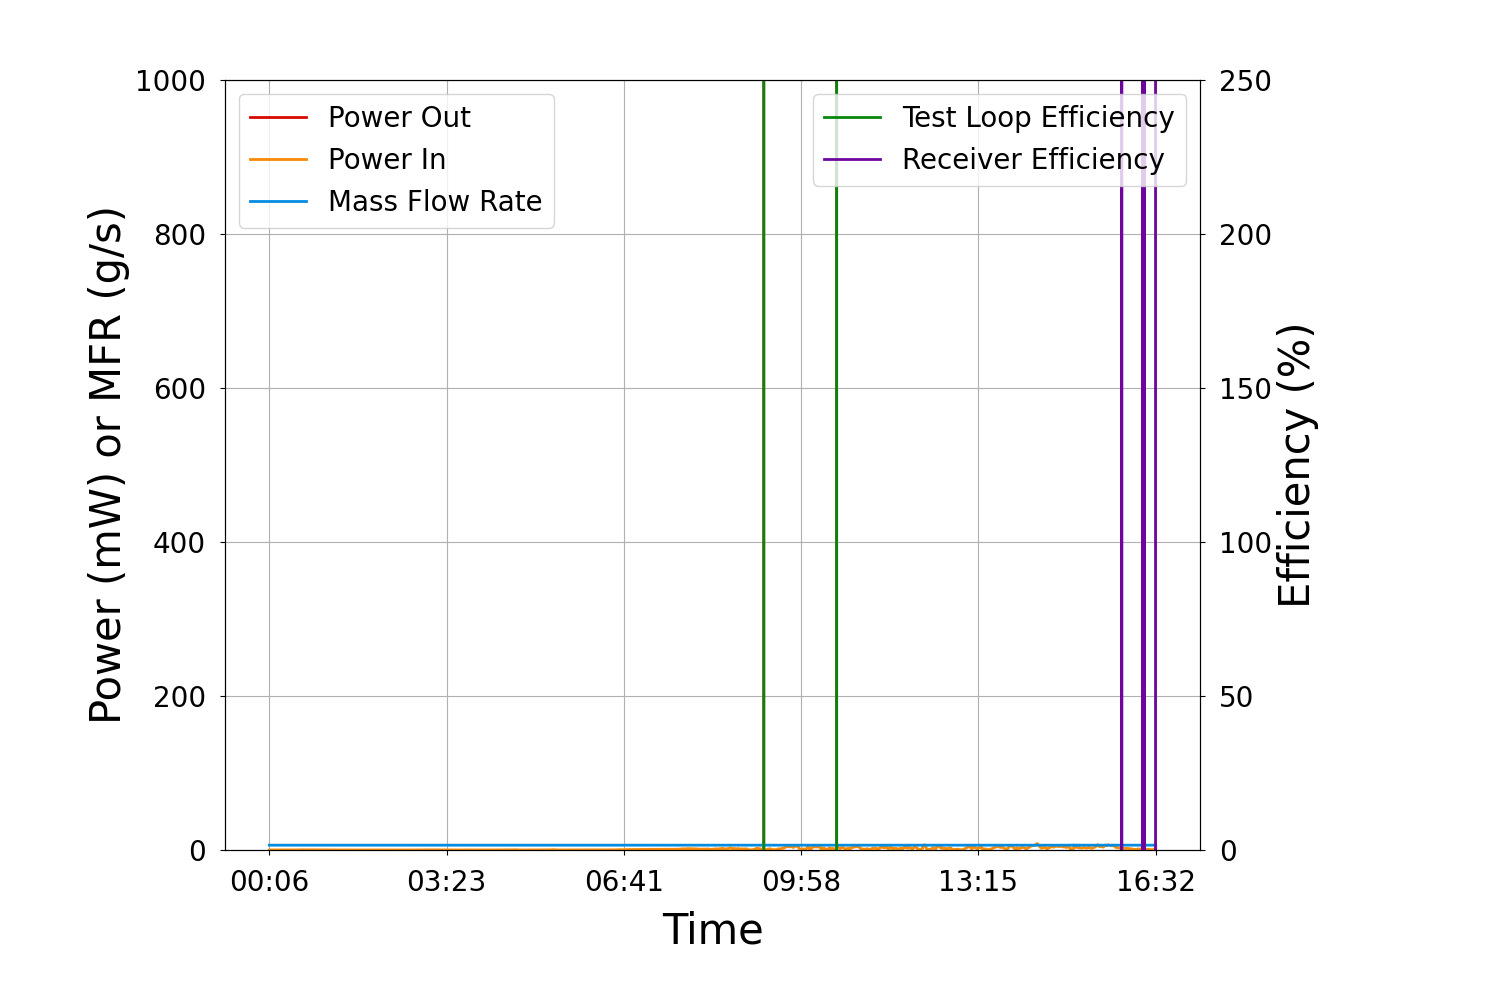 1000
800
600
400
200
0
Power (mW) or MFR (g/s)
Power Out
Power In
Mass Flow Rate
Test Loop Efficiency
Receiver Efficiency
250
200
150
100
50
0
Efficiency (%)
00:06 03:23 06:41 09:58 13:15 16:32
Time